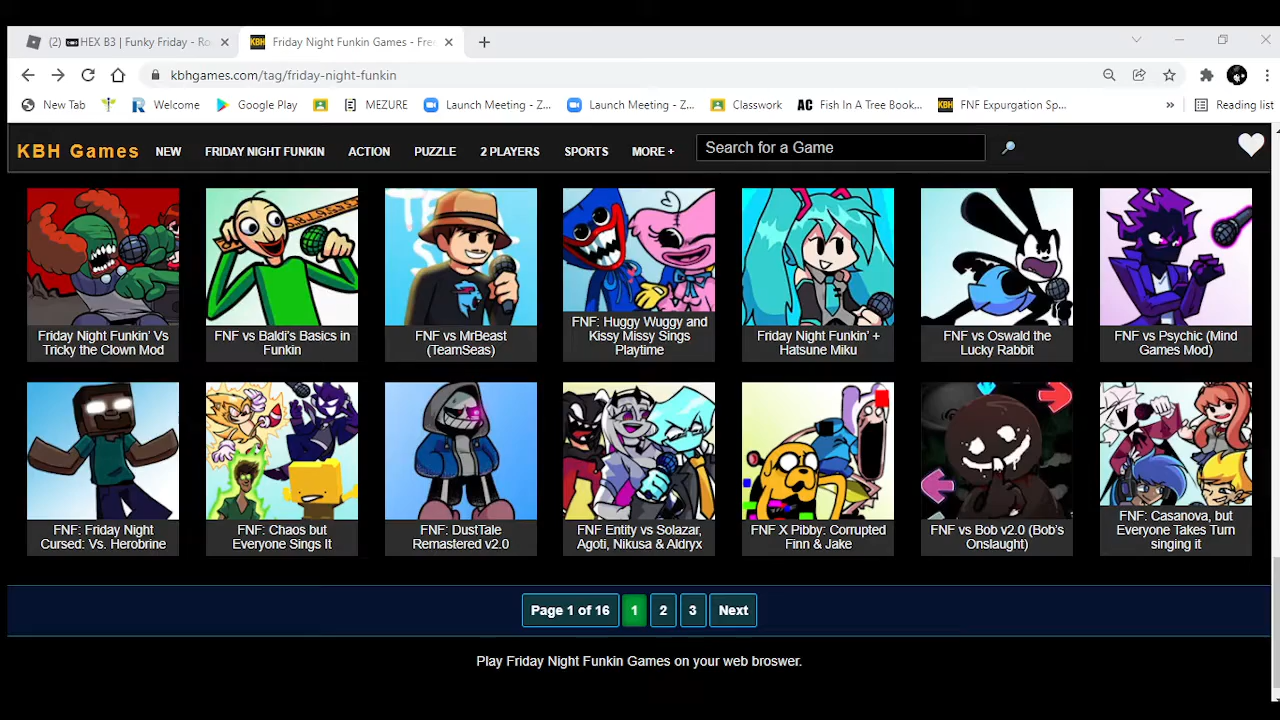 (2) HEX B3 | Funky Friday - Ro
KBH Friday Night Funkin Games - Free
kbhgames.com/tag/friday-night-funkin
New Tab Welcome Google Play MEZURE Launch Meeting - Z... Launch Meeting - Z... Classwork AC Fish In A Tree Book... KBH FNF Expurgation Sp... » Reading list
KBH Games NEW FRIDAY NIGHT FUNKIN ACTION PUZZLE 2 PLAYERS SPORTS MORE + Search for a Game
Friday Night Funkin' Vs
Tricky the Clown Mod
FNF vs Baldi's Basics in
Funkin
FNF vs MrBeast
(TeamSeas)
FNF: Huggy Wuggy and
Kissy Missy Sings
Playtime
Friday Night Funkin' +
Hatsune Miku
FNF vs Oswald the
Lucky Rabbit
FNF vs Psychic (Mind
Games Mod)
FNF: Friday Night
Cursed: Vs. Herobrine
FNF: Chaos but
Everyone Sings It
FNF: DustTale
Remastered v2.0
FNF Entity vs Solazar,
Agoti, Nikusa & Aldryx
FNF X Pibby: Corrupted
Finn & Jake
FNF vs Bob v2.0 (Bob's
Onslaught)
FNF: Casanova, but
Everyone Takes Turn
singing it
Page 1 of 16 1 2 3 Next
Play Friday Night Funkin Games on your web broswer.